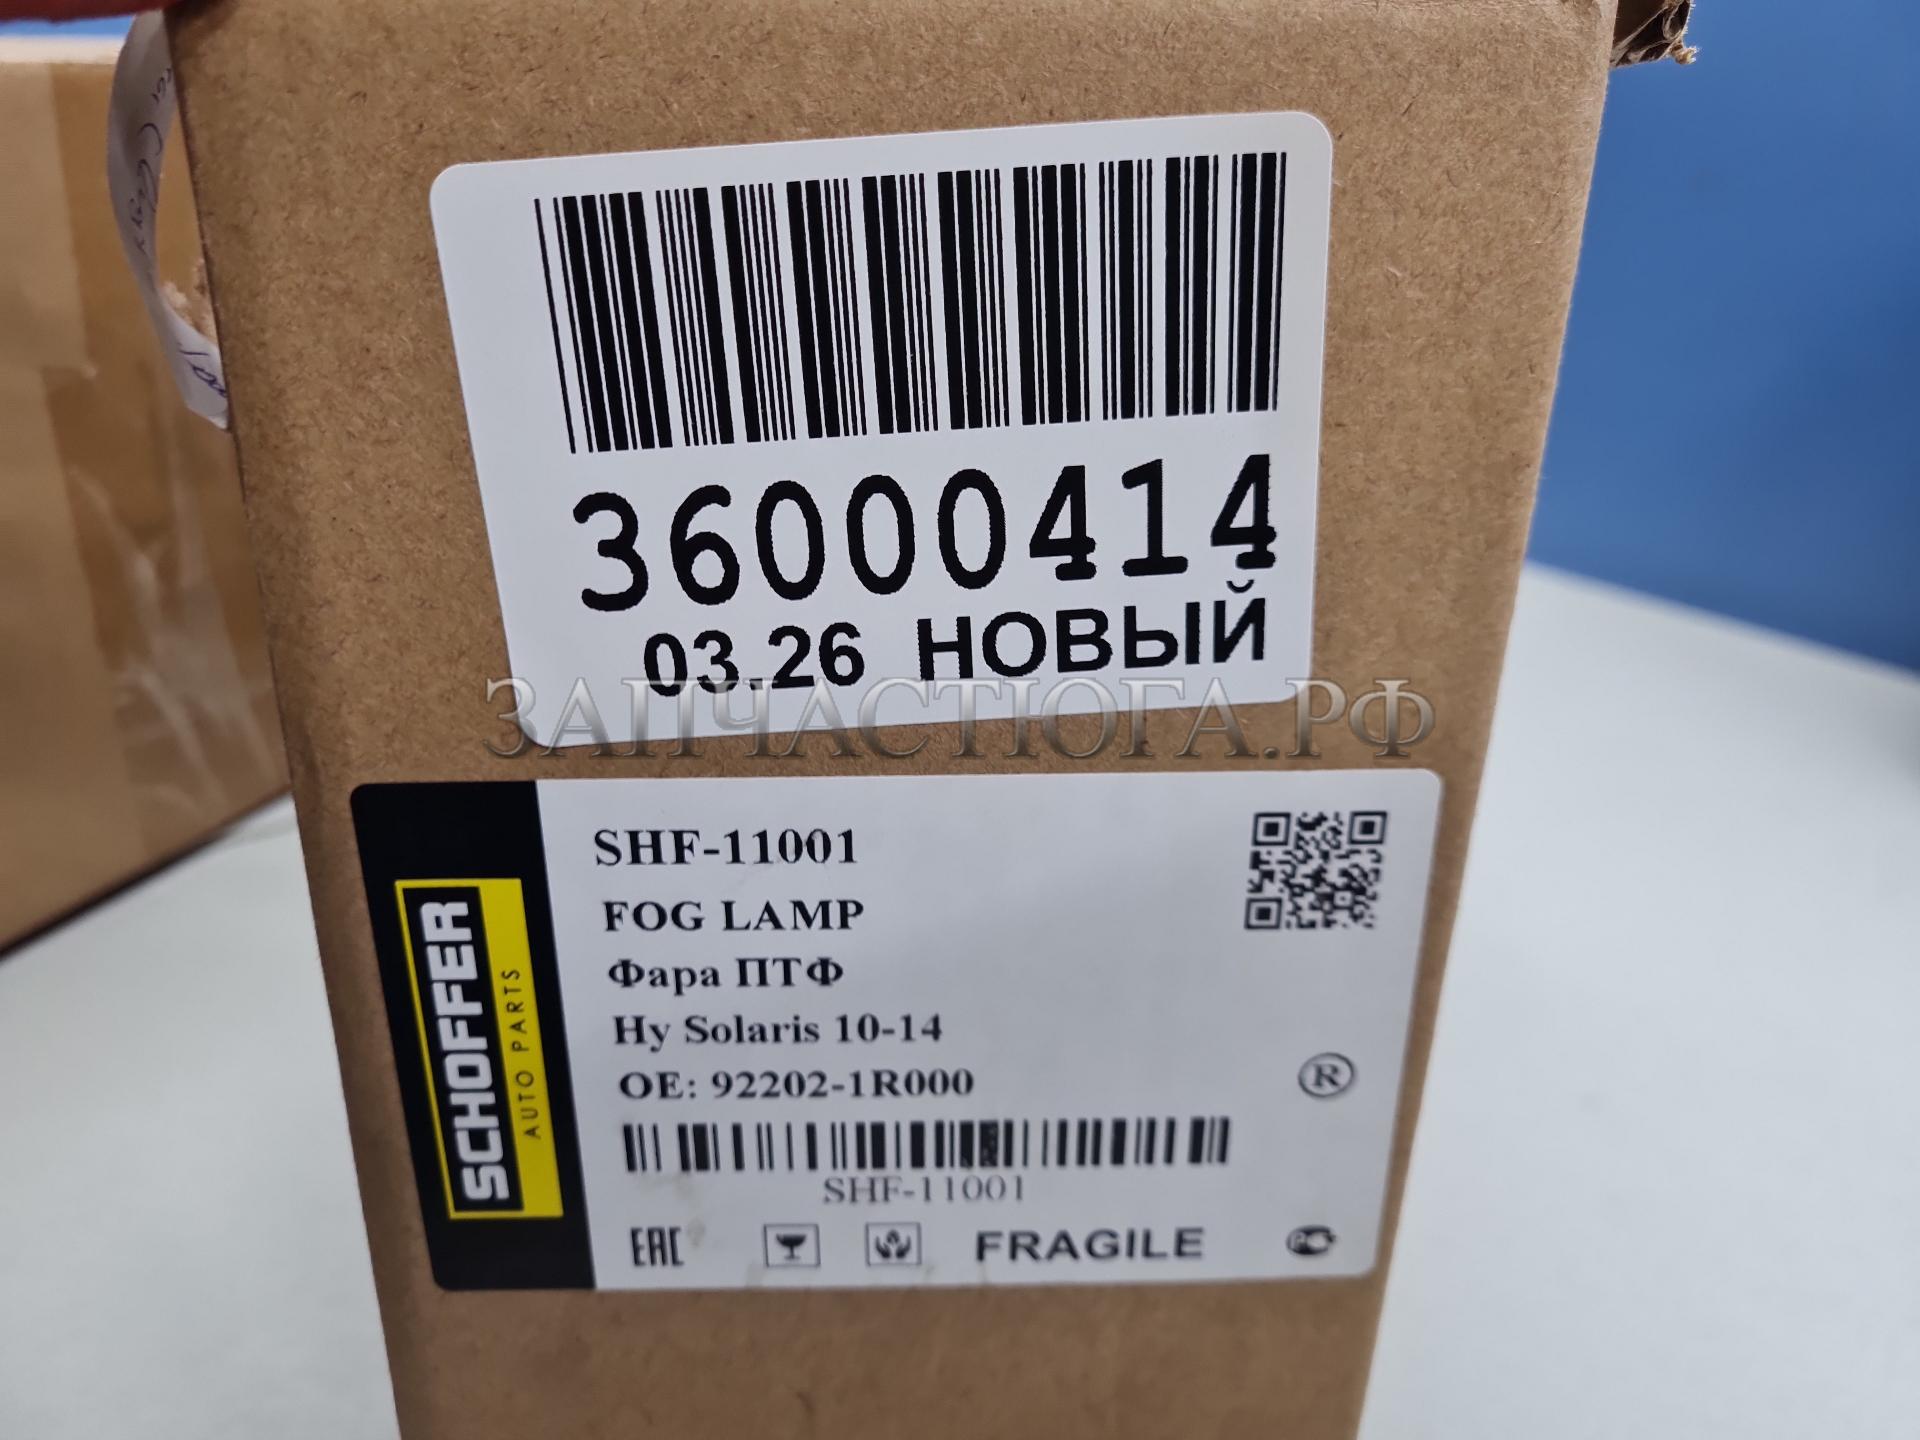 36000414
03.26 НОВЫЙ
ЗАПЧАСТЮГА.РФ
SCHOFFER
AUTO PARTS
SHF-11001
FOG LAMP
Фара ПТФ
Hy Solaris 10-14
OE: 92202-1R000
®
SHF-11001
EAC
FRAGILE